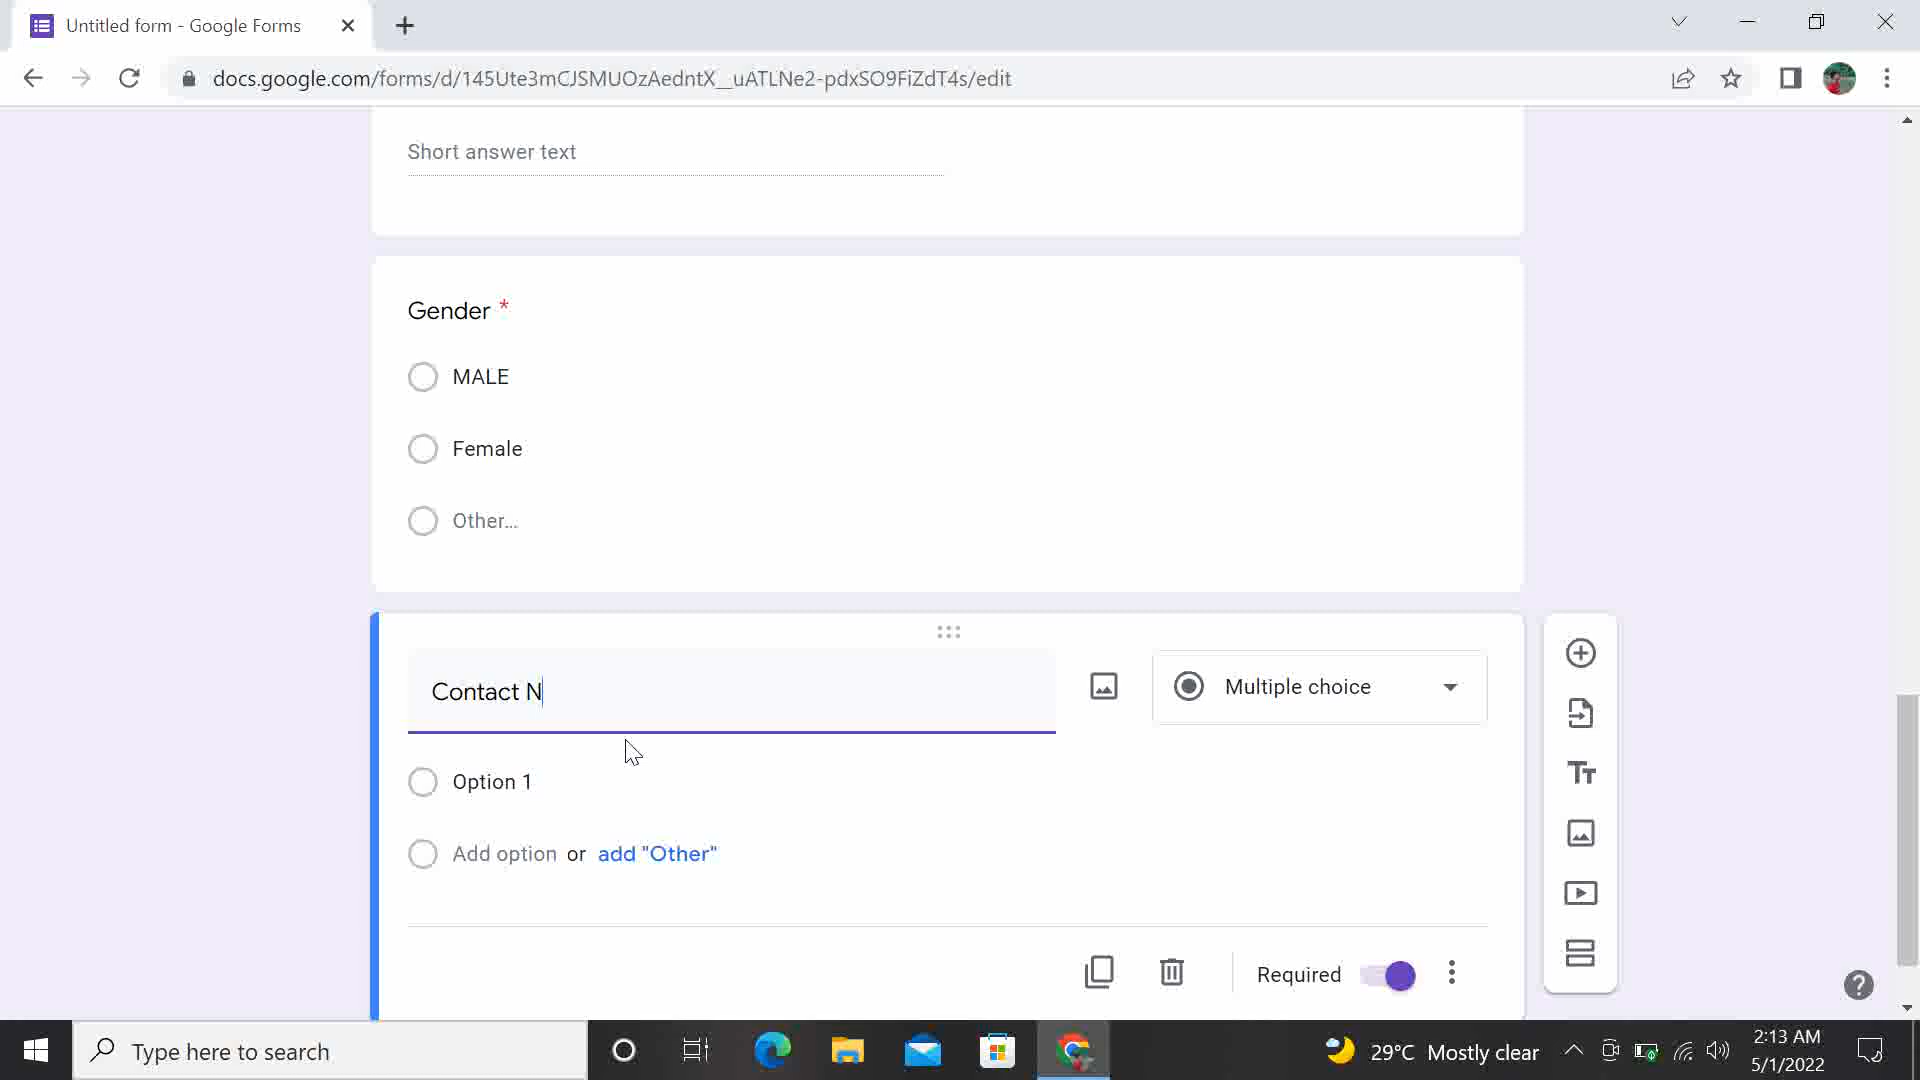 Untitled form - Google Forms
docs.google.com/forms/d/145Ute3mCJSMUOzAedntX__uATLNe2-pdxSO9FiZdT4s/edit
Short answer text
Gender *
MALE
Female
Other...
Contact N
Multiple choice
Option 1
Add option or add "Other"
Required
Type here to search
29°C Mostly clear
2:13 AM
5/1/2022